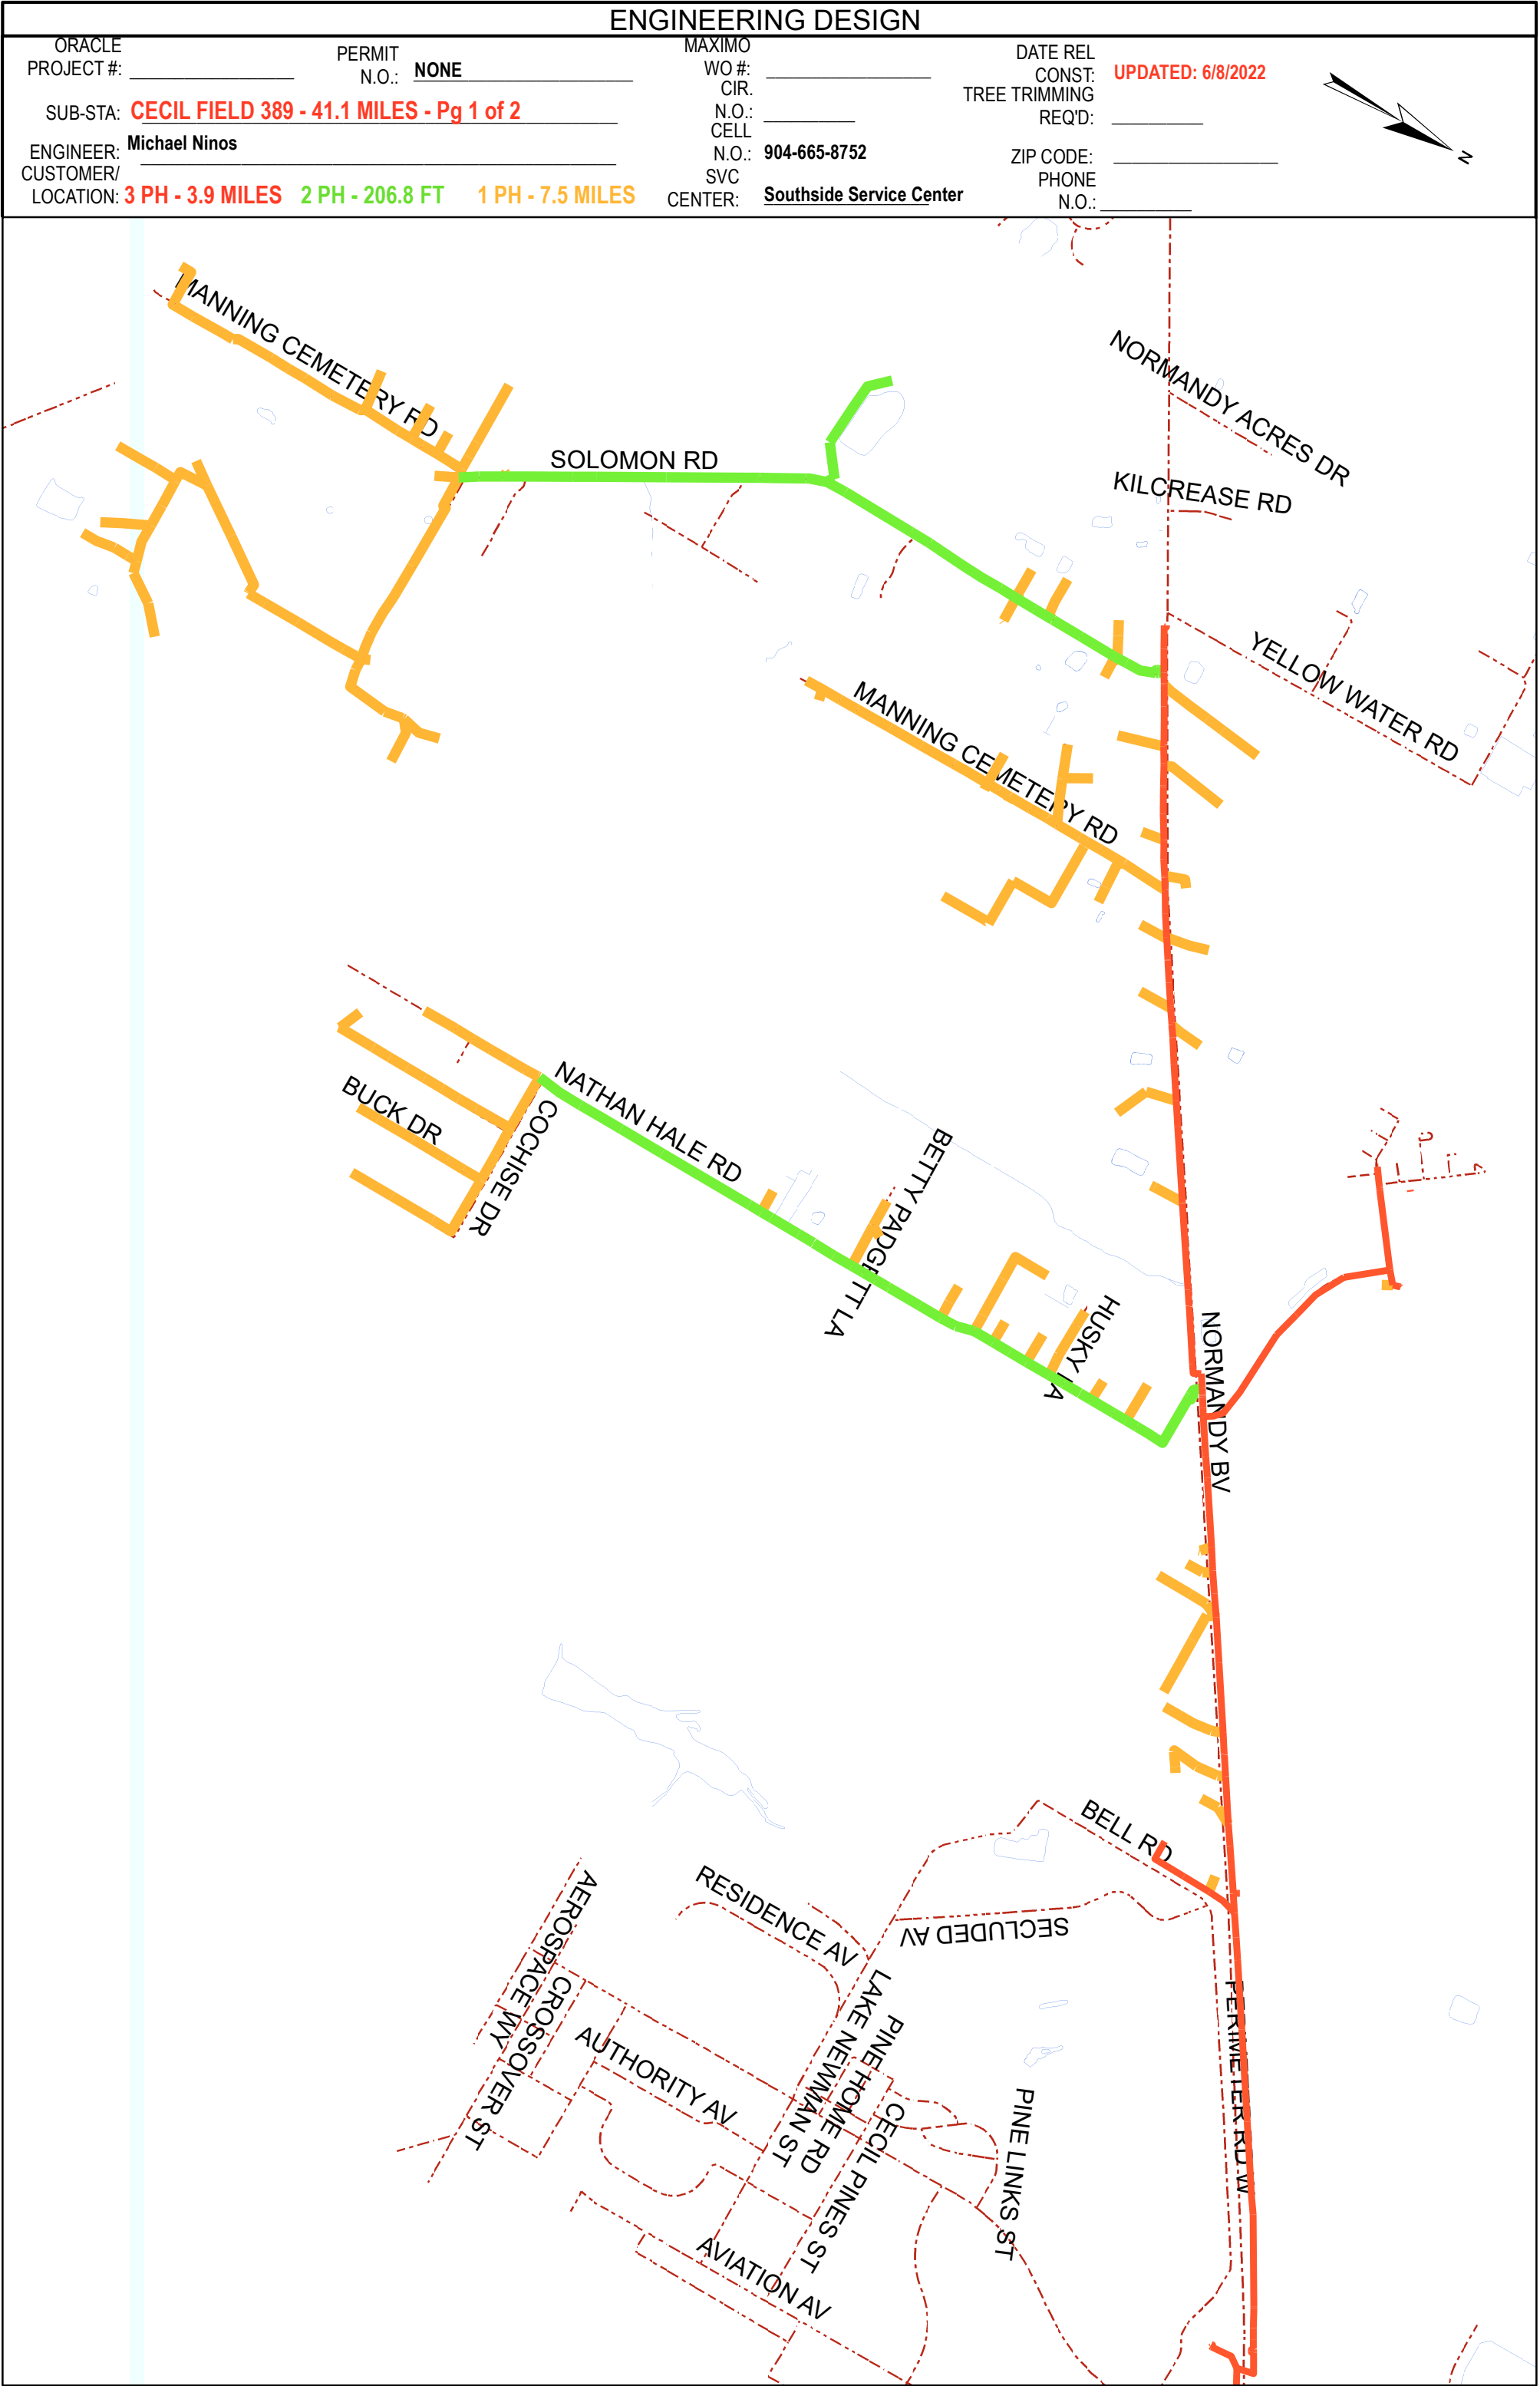 ENGINEERING DESIGN
ORACLE
PROJECT #:
PERMIT
N.O.: NONE
MAXIMO
WO #:
CIR.
N.O.:
DATE REL
CONST: UPDATED: 6/8/2022
TREE TRIMMING
REQ'D:
SUB-STA: CECIL FIELD 389 - 41.1 MILES - Pg 1 of 2
ENGINEER: Michael Ninos
CELL
N.O.: 904-665-8752
ZIP CODE:
CUSTOMER/
LOCATION: 3 PH - 3.9 MILES 2 PH - 206.8 FT 1 PH - 7.5 MILES
SVC
CENTER: Southside Service Center
PHONE
N.O.:
N
MANNING CEMETERY RD
NORMANDY ACRES DR
SOLOMON RD
KILCREASE RD
YELLOW WATER RD
MANNING CEMETERY RD
NATHAN HALE RD
BUCK DR
COCHISE DR
BETTY PADGETT LA
HUSKY LA
NORMANDY BV
BELL RD
RESIDENCE AV
SECLUDED AV
AEROSPACE WY
CROSSOVER ST
AUTHORITY AV
LAKE NEWMAN ST
PINE HOME RD
CECIL PINES ST
PINE LINKS ST
PERIMETER RD W
AVIATION AV